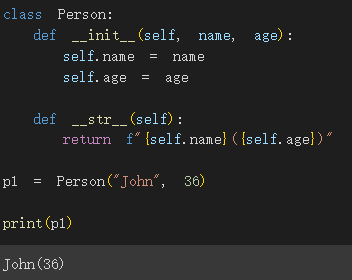 class Person:
    def __init__(self, name, age):
        self.name = name
        self.age = age

    def __str__(self):
        return f"{self.name}({self.age})"

p1 = Person("John", 36)

print(p1)

John(36)